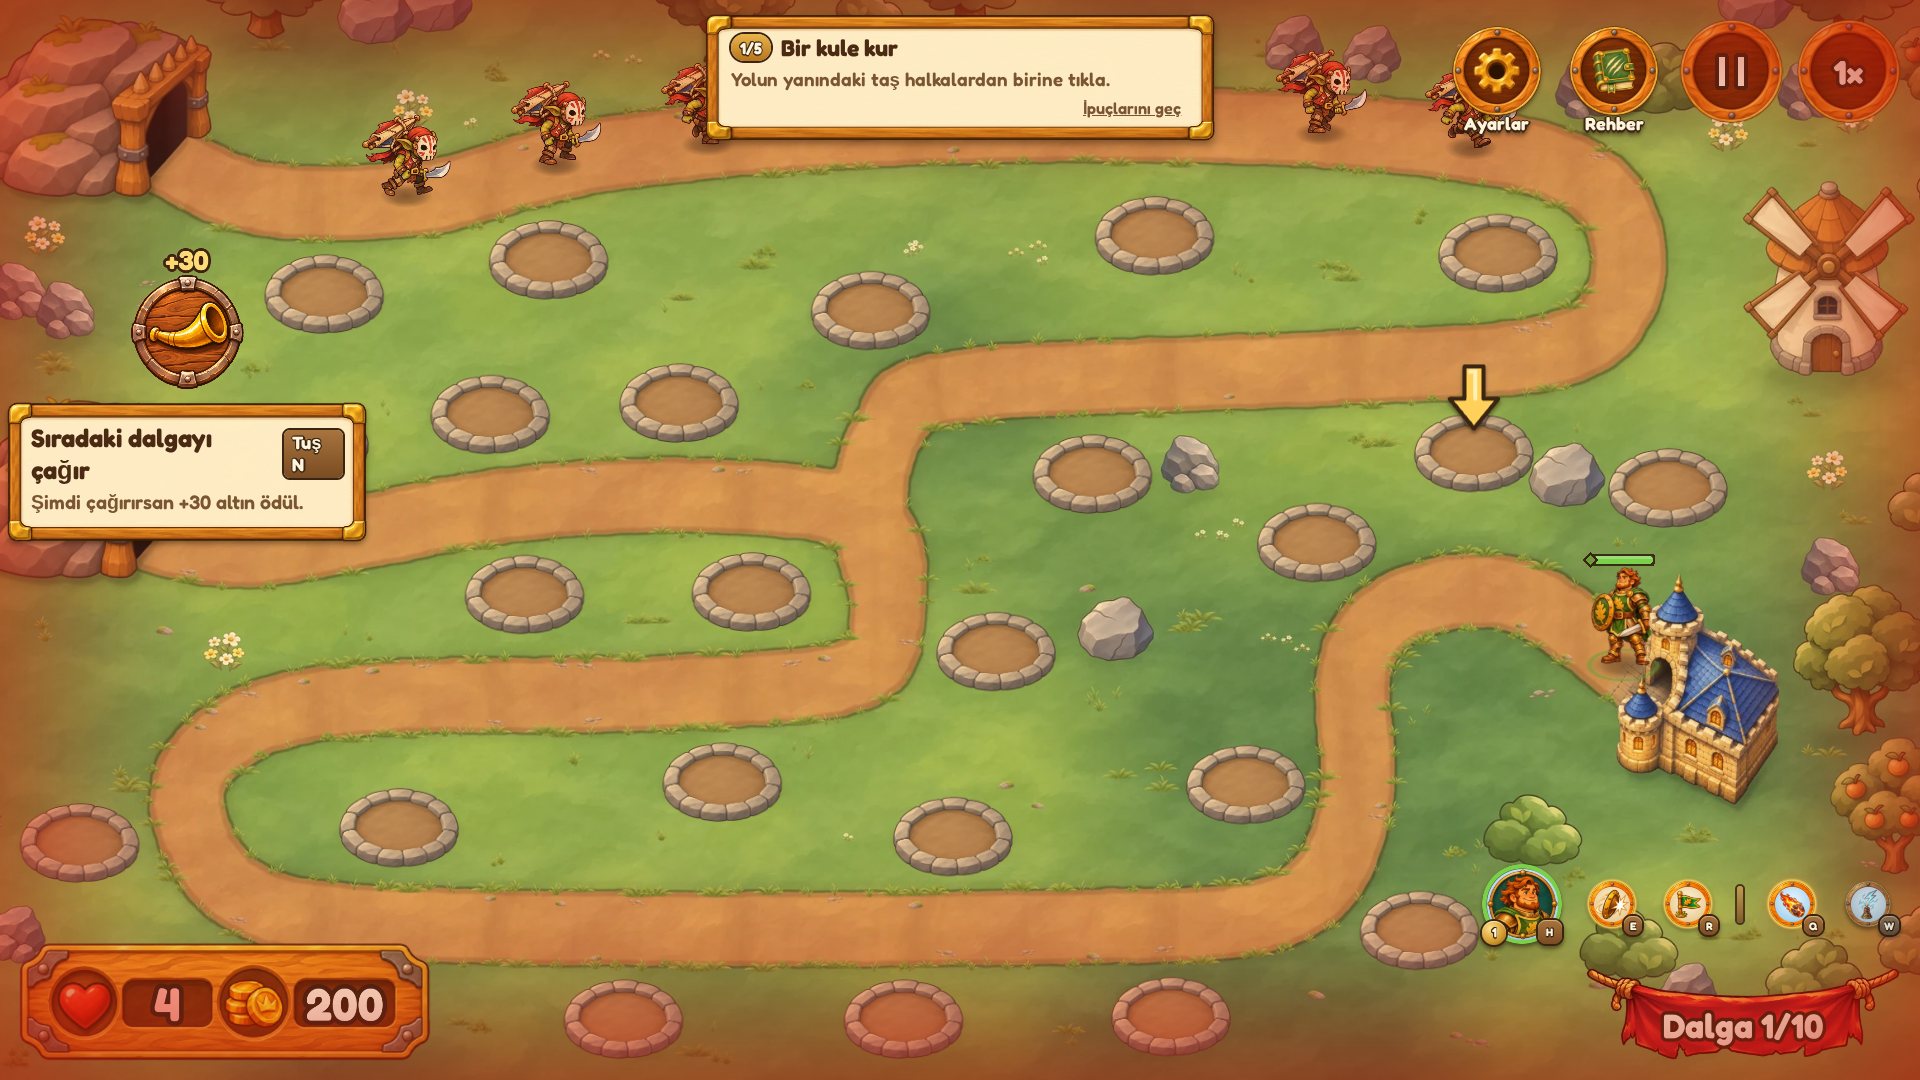 1/5 Bir kule kur
Yolun yanındaki taş halkalardan birine tıkla.
İpuçlarını geç
Ayarlar
Rehber
1x
+30
Sıradaki dalgayı
çağır
Tuş
N
Şimdi çağırırsan +30 altın ödül.
1
H
E
R
Q
W
4
200
Dalga 1/10